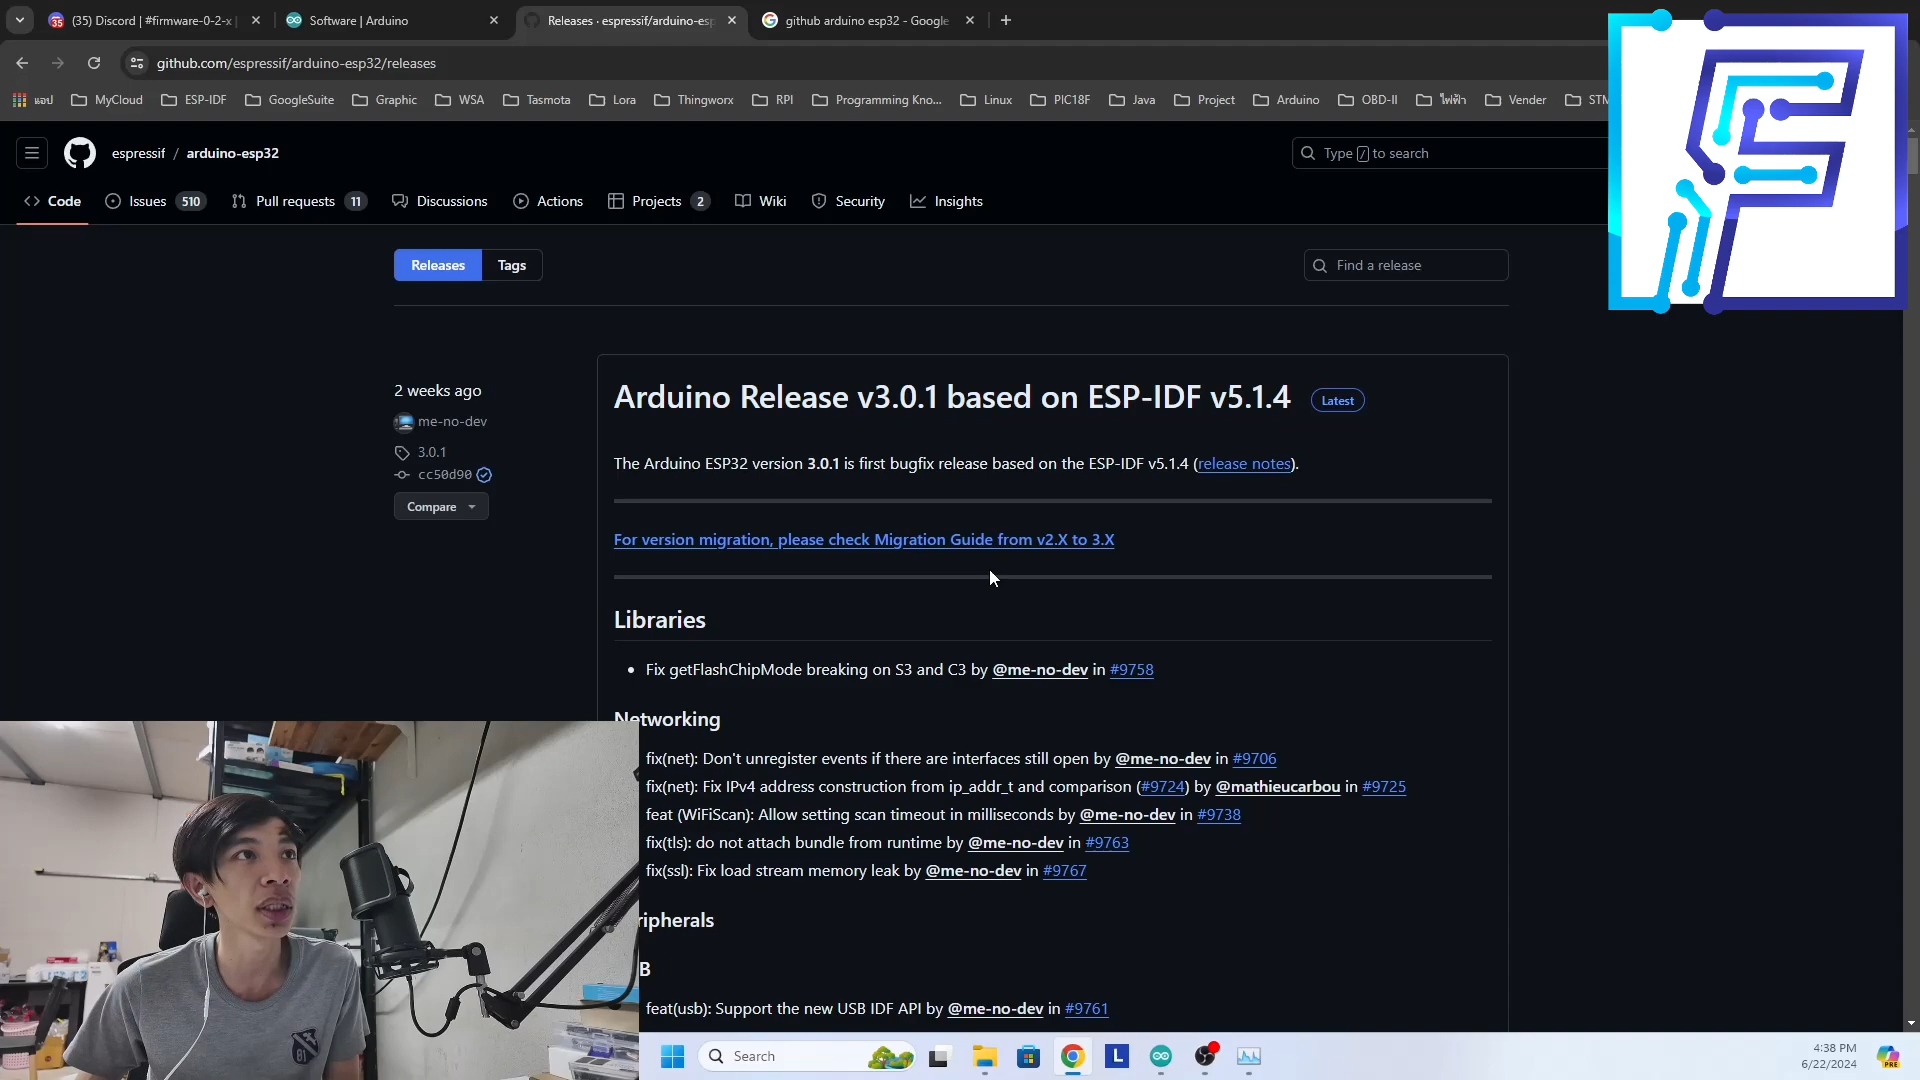 (35) Discord | #firmware-0-2-x |
Software | Arduino
Releases · espressif/arduino-esp
github arduino esp32 - Google
github.com/espressif/arduino-esp32/releases
แอป
MyCloud
ESP-IDF
GoogleSuite
Graphic
WSA
Tasmota
Lora
Thingworx
RPI
Programming Kno...
Linux
PIC18F
Java
Project
Arduino
OBD-II
ไฟฟ้า
Vender
STM
espressif / arduino-esp32
Type / to search
Code
Issues 510
Pull requests 11
Discussions
Actions
Projects 2
Wiki
Security
Insights
Releases
Tags
Find a release
2 weeks ago
me-no-dev
3.0.1
cc50d90
Compare
Arduino Release v3.0.1 based on ESP-IDF v5.1.4 Latest
The Arduino ESP32 version 3.0.1 is first bugfix release based on the ESP-IDF v5.1.4 (release notes).
For version migration, please check Migration Guide from v2.X to 3.X
Libraries
Fix getFlashChipMode breaking on S3 and C3 by @me-no-dev in #9758
Networking
fix(net): Don't unregister events if there are interfaces still open by @me-no-dev in #9706
fix(net): Fix IPv4 address construction from ip_addr_t and comparison (#9724) by @mathieucarbou in #9725
feat (WiFiScan): Allow setting scan timeout in milliseconds by @me-no-dev in #9738
fix(tls): do not attach bundle from runtime by @me-no-dev in #9763
fix(ssl): Fix load stream memory leak by @me-no-dev in #9767
ripherals
B
feat(usb): Support the new USB IDF API by @me-no-dev in #9761
Search
L
4:38 PM
6/22/2024
PRE